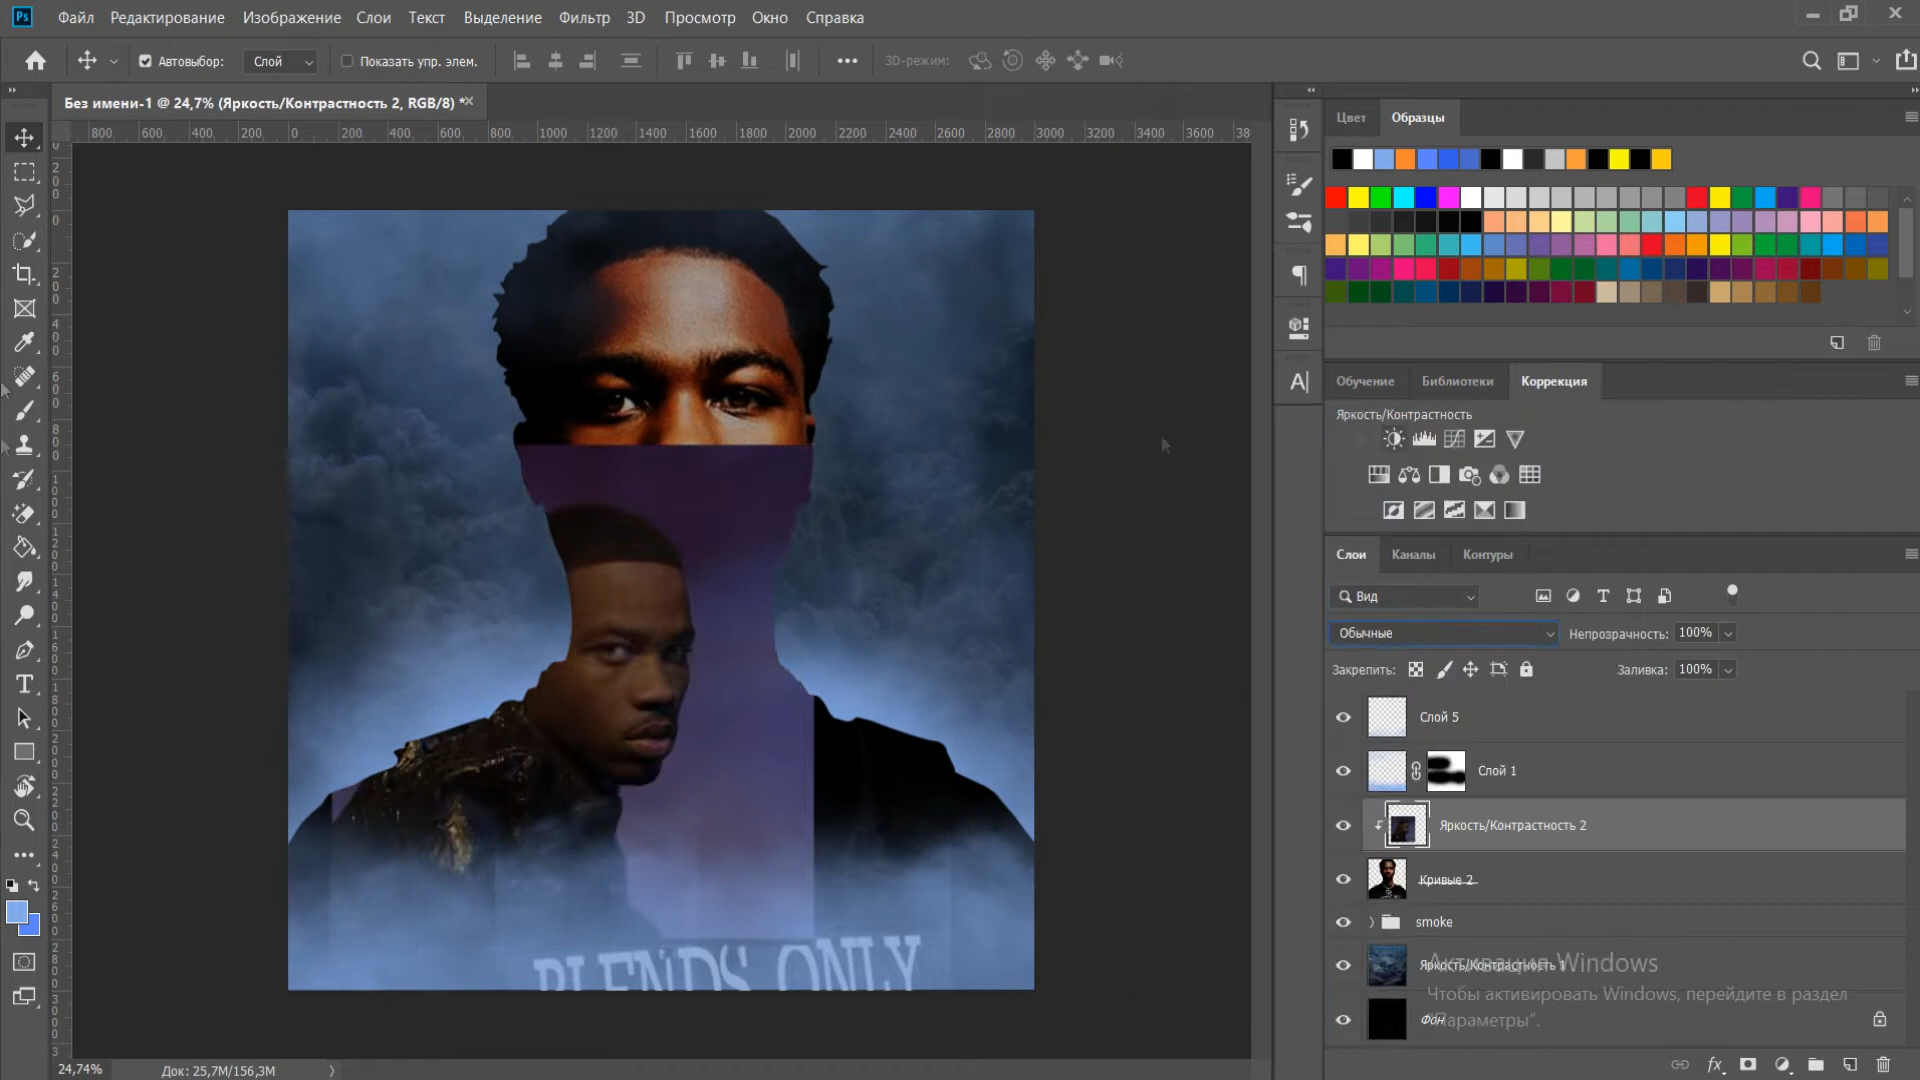 Ps Файл Редактирование Изображение Слои Текст Выделение Фильтр 3D Просмотр Окно Справка
Автовыбор: Слой Показать упр. элем. 3D-режим:
Без имени-1 @ 24,7% (Яркость/Контрастность 2, RGB/8) *
800 600 400 200 0 200 400 600 800 1000 1200 1400 1600 1800 2000 2200 2400 2600 2800 3000 3200 3400 3600 38
Цвет Образцы
Обучение Библиотеки Коррекция
Яркость/Контрастность
Слои Каналы Контуры
Вид
Обычные Непрозрачность: 100%
Закрепить: Заливка: 100%
Слой 5
Слой 1
Яркость/Контрастность 2
Кривые 2
smoke
Яркость/Контрастность 1
Фон
Активация Windows
Чтобы активировать Windows, перейдите в раздел
"Параметры".
BLENDS ONLY
24,74% Док: 25,7M/156,3M